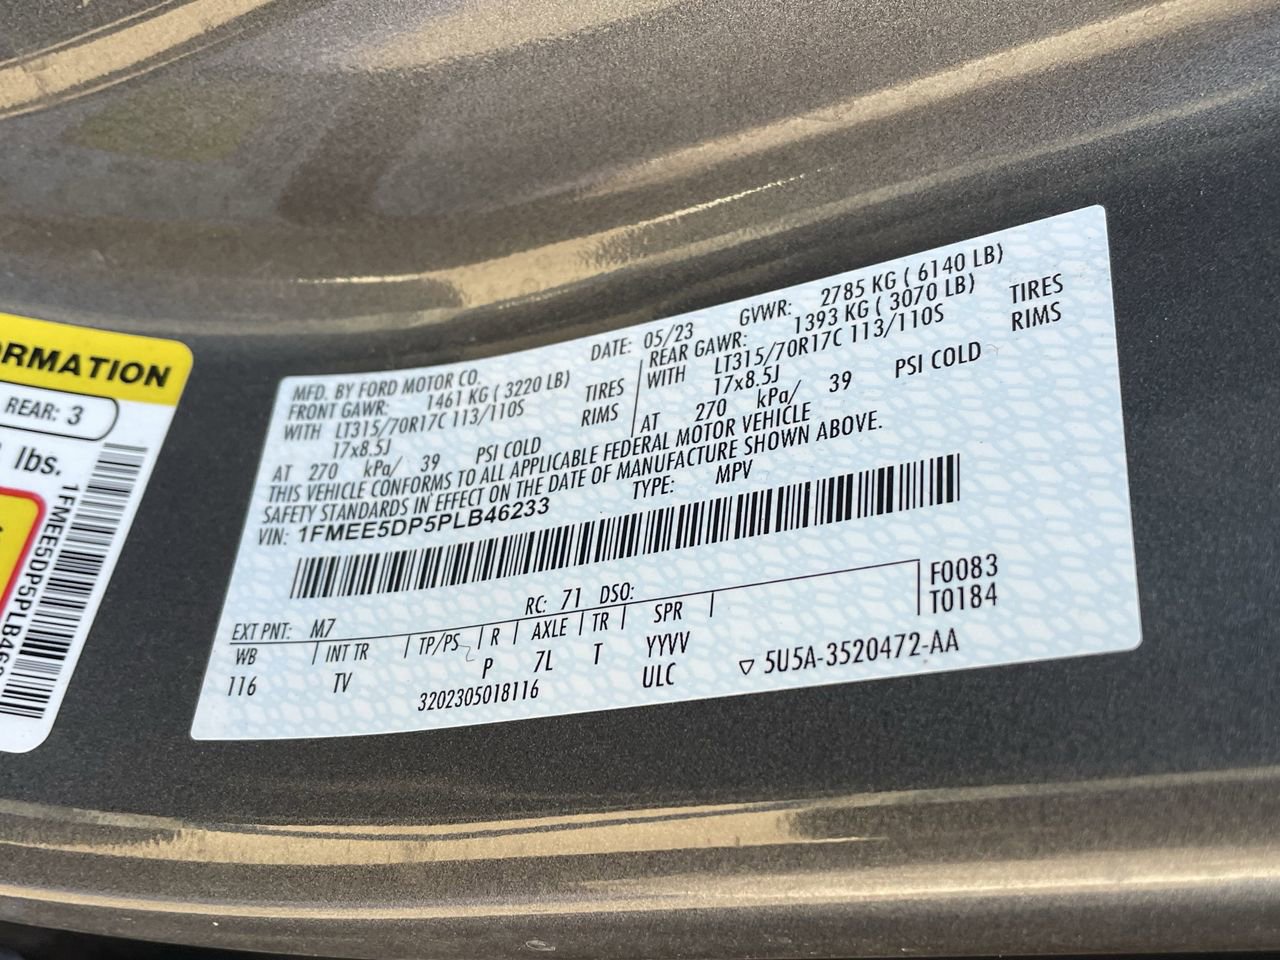 ORMATION
REAR: 3
lbs.
1FMEE5DP5PLB462
MFD. BY FORD MOTOR CO.
DATE: 05/23
GVWR: 2785 KG ( 6140 LB)
FRONT GAWR: 1461 KG ( 3220 LB)
WITH LT315/70R17C 113/110S TIRES
17x8.5J RIMS
AT 270 kPa/ 39 PSI COLD
REAR GAWR: 1393 KG ( 3070 LB)
WITH LT315/70R17C 113/110S TIRES
17x8.5J RIMS
AT 270 kPa/ 39 PSI COLD
THIS VEHICLE CONFORMS TO ALL APPLICABLE FEDERAL MOTOR VEHICLE
SAFETY STANDARDS IN EFFECT ON THE DATE OF MANUFACTURE SHOWN ABOVE.
VIN: 1FMEE5DP5PLB46233
TYPE: MPV
EXT PNT: M7 RC: 71 DSO:
F0083
T0184
WB INT TR TP/PS R AXLE TR SPR
116 TV P 7L T YYVV
3202305018116 ULC ▽ 5U5A-3520472-AA